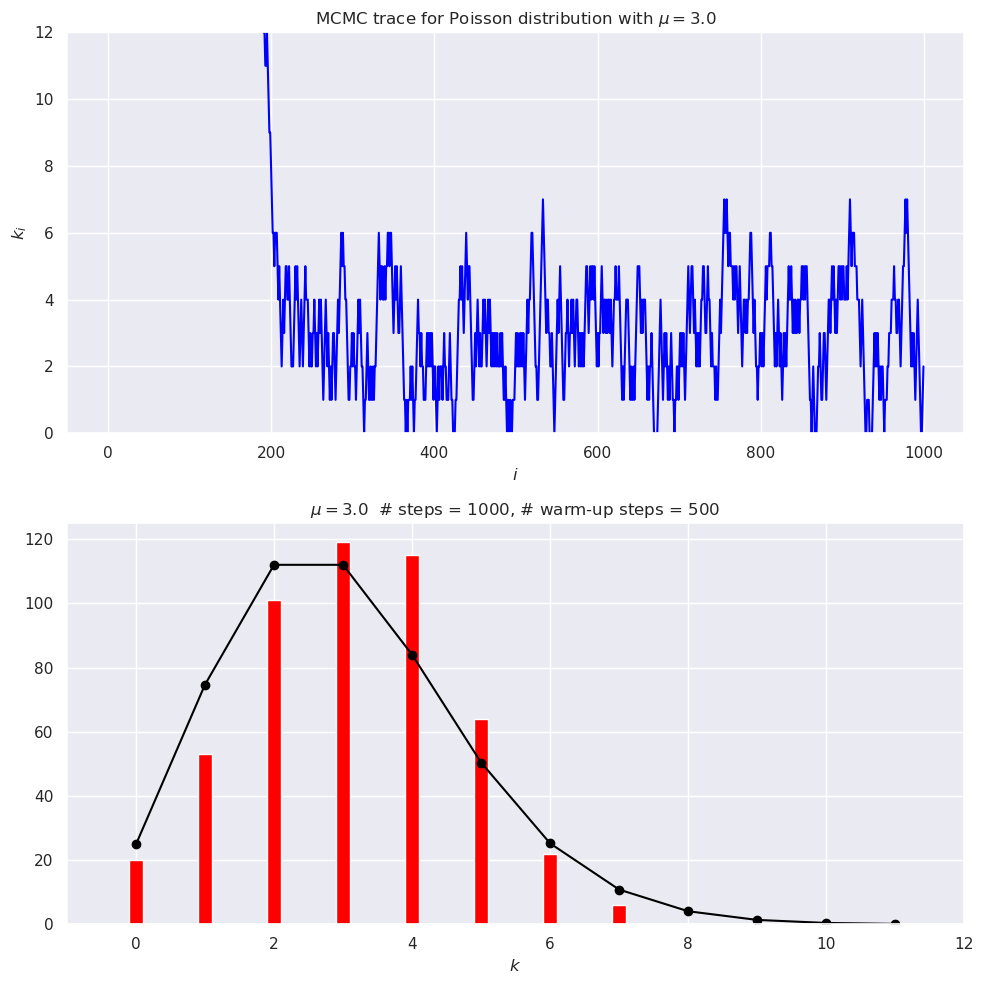 MCMC trace for Poisson distribution with μ = 3.0
12
10
8
6
4
2
0
k_i
0 200 400 600 800 1000
i
μ = 3.0 # steps = 1000, # warm-up steps = 500
120
100
80
60
40
20
0
0 2 4 6 8 10 12
k